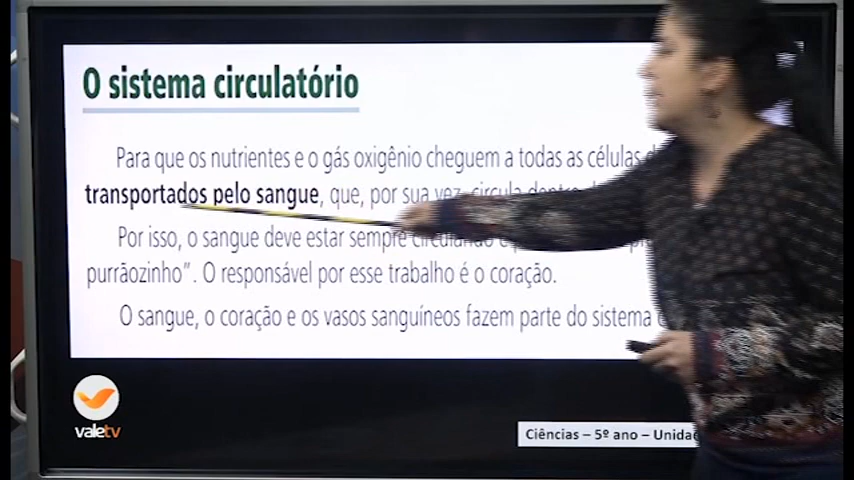 O sistema circulatório
Para que os nutrientes e o gás oxigênio cheguem a todas as células
transportados pelo sangue, que, por sua vez, circula dentro
Por isso, o sangue deve estar sempre circulando
purrãozinho”. O responsável por esse trabalho é o coração.
O sangue, o coração e os vasos sanguíneos fazem parte do sistema
valetv
Ciências – 5º ano – Unida